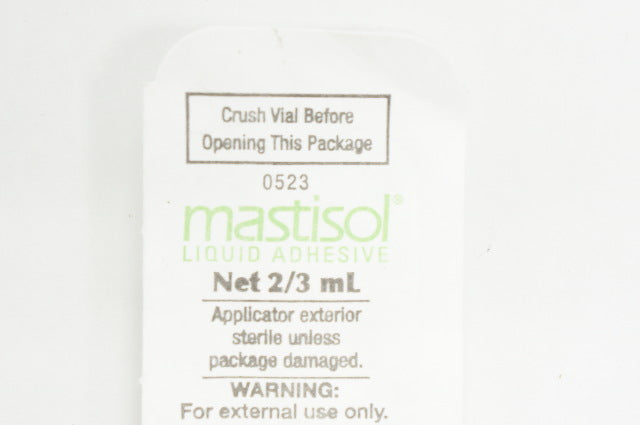 Crush Vial Before
Opening This Package
0523
mastisol®
LIQUID ADHESIVE
Net 2/3 mL
Applicator exterior
sterile unless
package damaged.
WARNING:
For external use only.